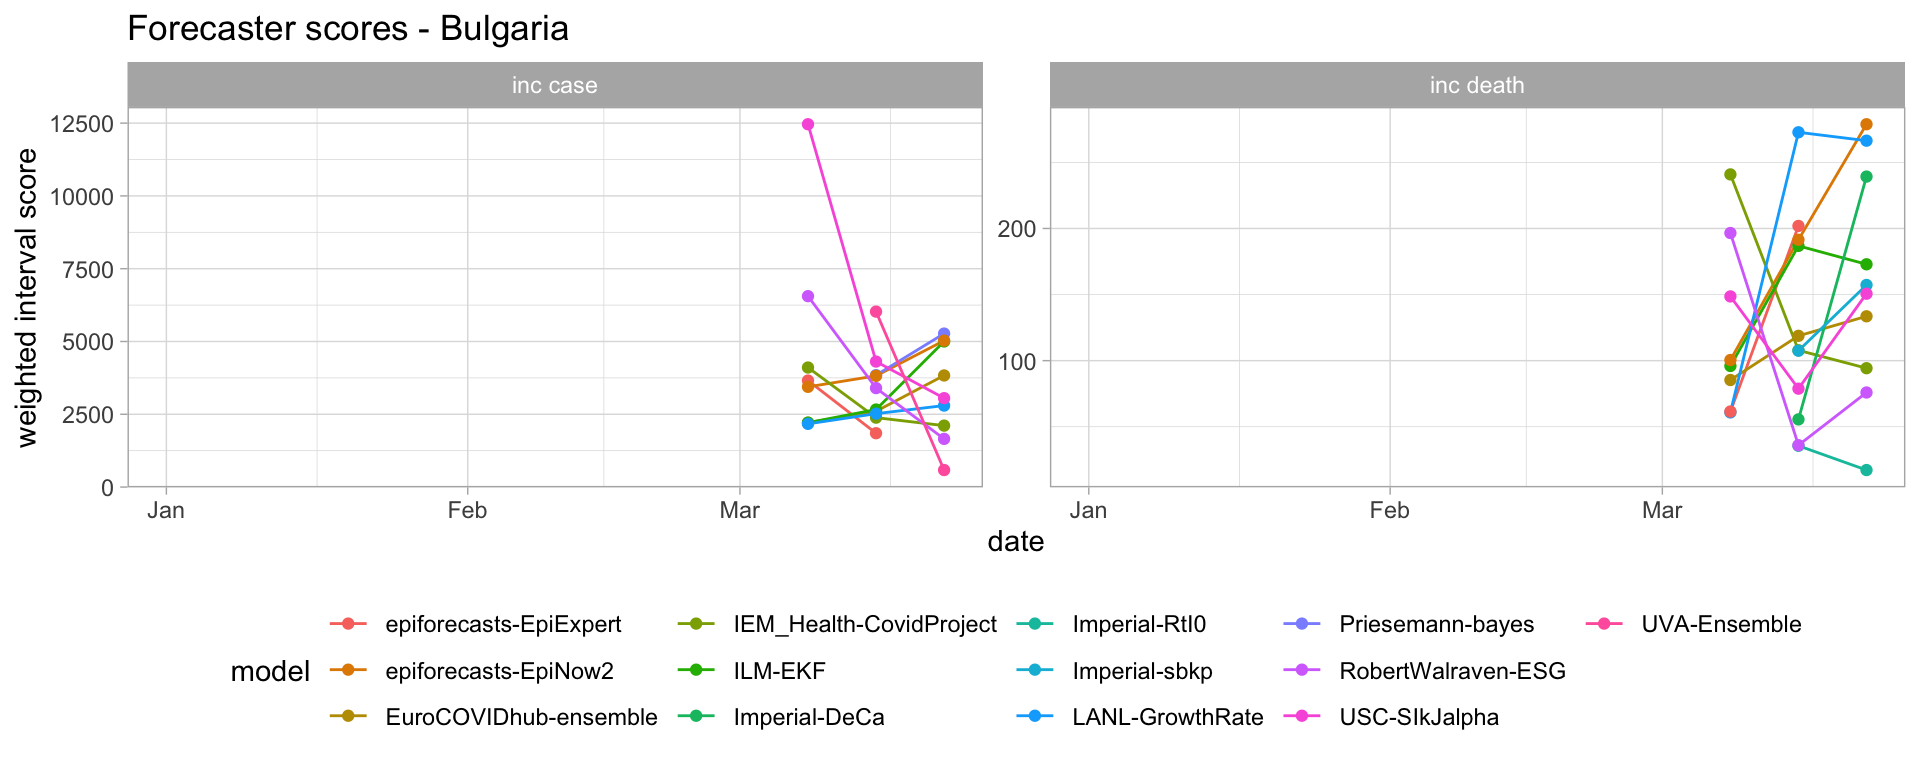 Forecaster scores - Bulgaria
inc case
inc death
weighted interval score
12500
10000
7500
5000
2500
0
200
100
Jan
Feb
Mar
Jan
Feb
Mar
date
model
epiforecasts-EpiExpert
epiforecasts-EpiNow2
EuroCOVIDhub-ensemble
IEM_Health-CovidProject
ILM-EKF
Imperial-DeCa
Imperial-RtI0
Imperial-sbkp
LANL-GrowthRate
Priesemann-bayes
RobertWalraven-ESG
USC-SIkJalpha
UVA-Ensemble